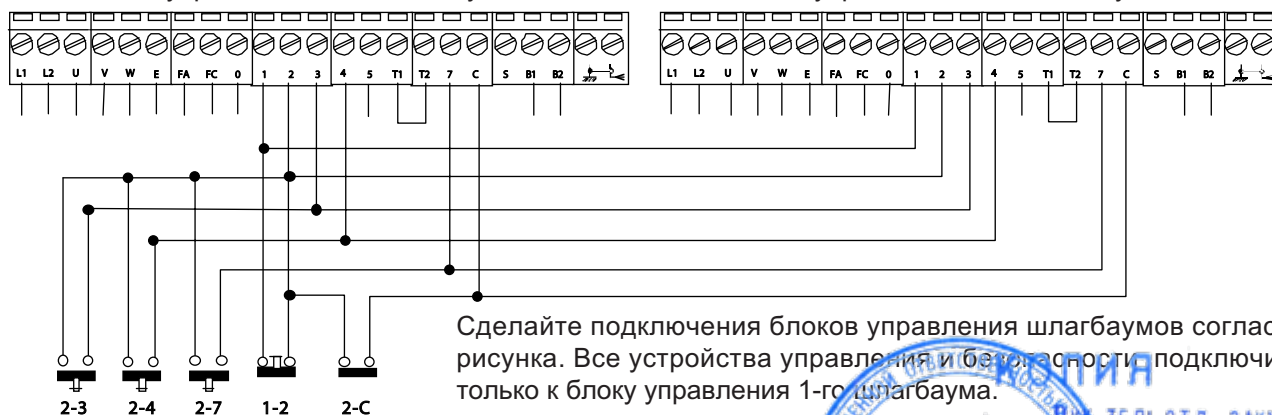 L1 L2 U V W E FA FC 0 1 2 3 4 5 T1 T2 7 C S B1 B2
L1 L2 U V W E FA FC 0 1 2 3 4 5 T1 T2 7 C S B1 B2
Сделайте подключения блоков управления шлагбаумов соглас
рисунка. Все устройства управления и безопасности подключи
только к блоку управления 1-го шлагбаума.
2-3 2-4 2-7 1-2 2-C
КОПИЯ